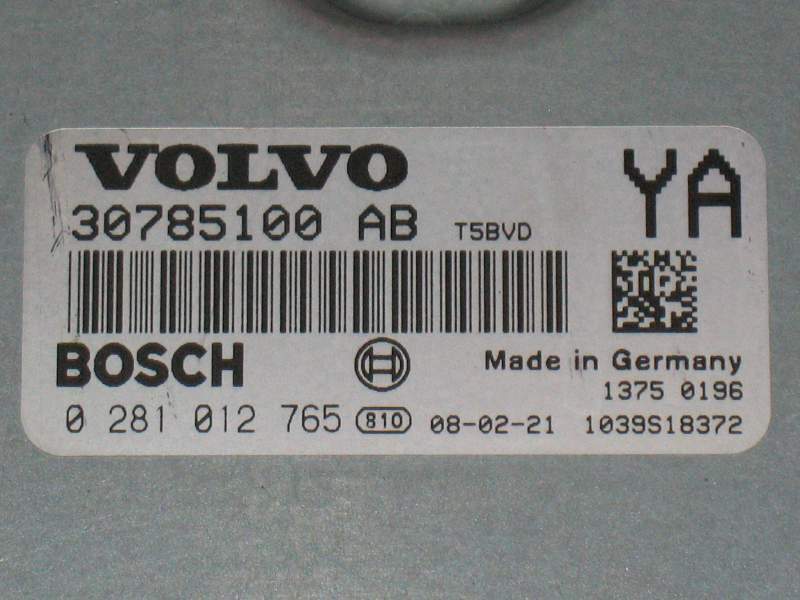 VOLVO YA
30785100 AB T5BVD
BOSCH Made in Germany
1375 0196
0 281 012 765 810 08-02-21 1039S18372